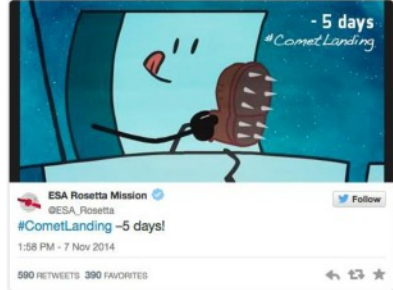 - 5 days
#CometLanding
ESA Rosetta Mission
@ESA_Rosetta
Follow
#CometLanding –5 days!
1:58 PM - 7 Nov 2014
590 RETWEETS 390 FAVORITES